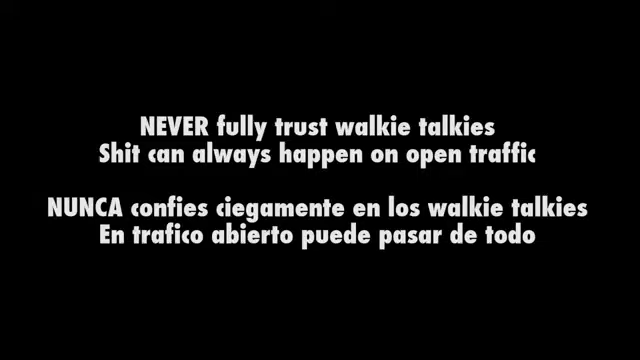 NEVER fully trust walkie talkies
Shit can always happen on open traffic
NUNCA confies ciegamente en los walkie talkies
En trafico abierto puede pasar de todo